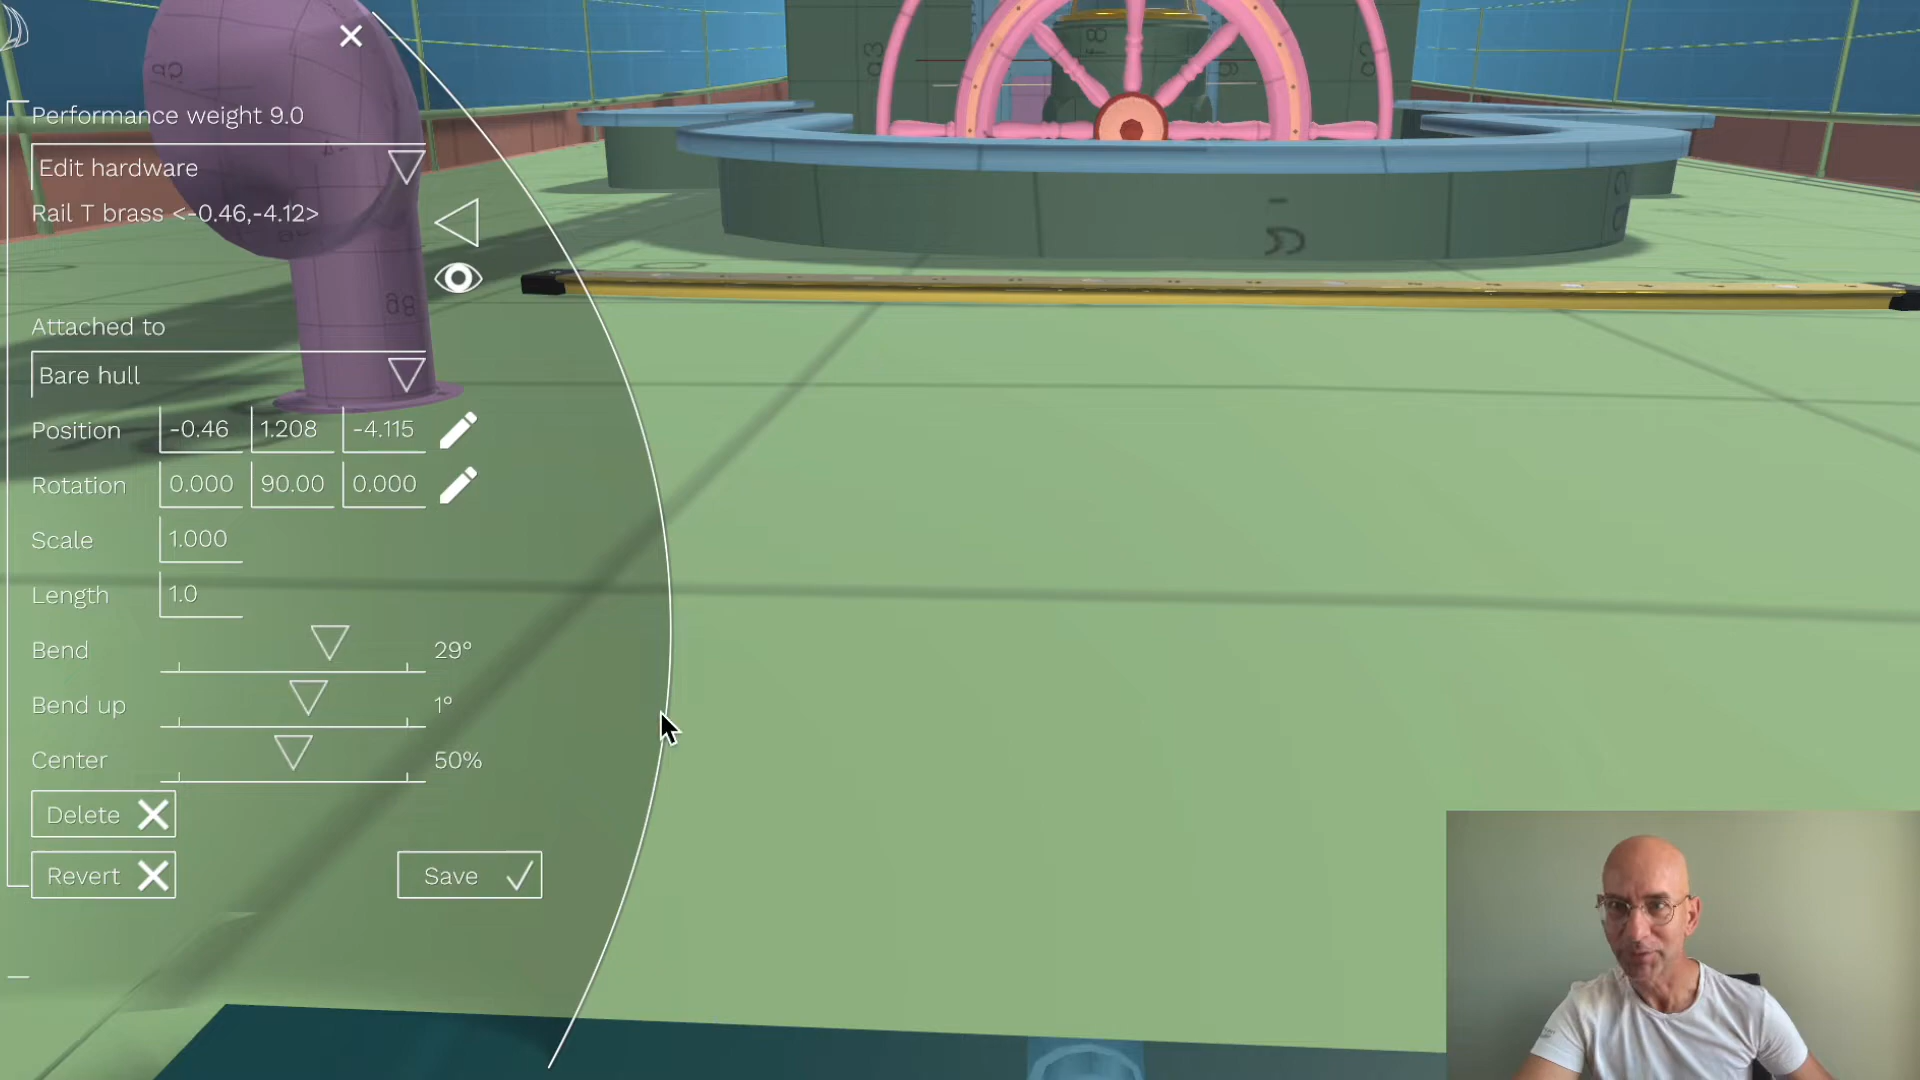 Performance weight 9.0
Edit hardware
Rail T brass <-0.46,-4.12>
Attached to
Bare hull
Position -0.46 1.208 -4.115
Rotation 0.000 90.00 0.000
Scale 1.000
Length 1.0
Bend 29°
Bend up 1°
Center 50%
Delete
Revert Save